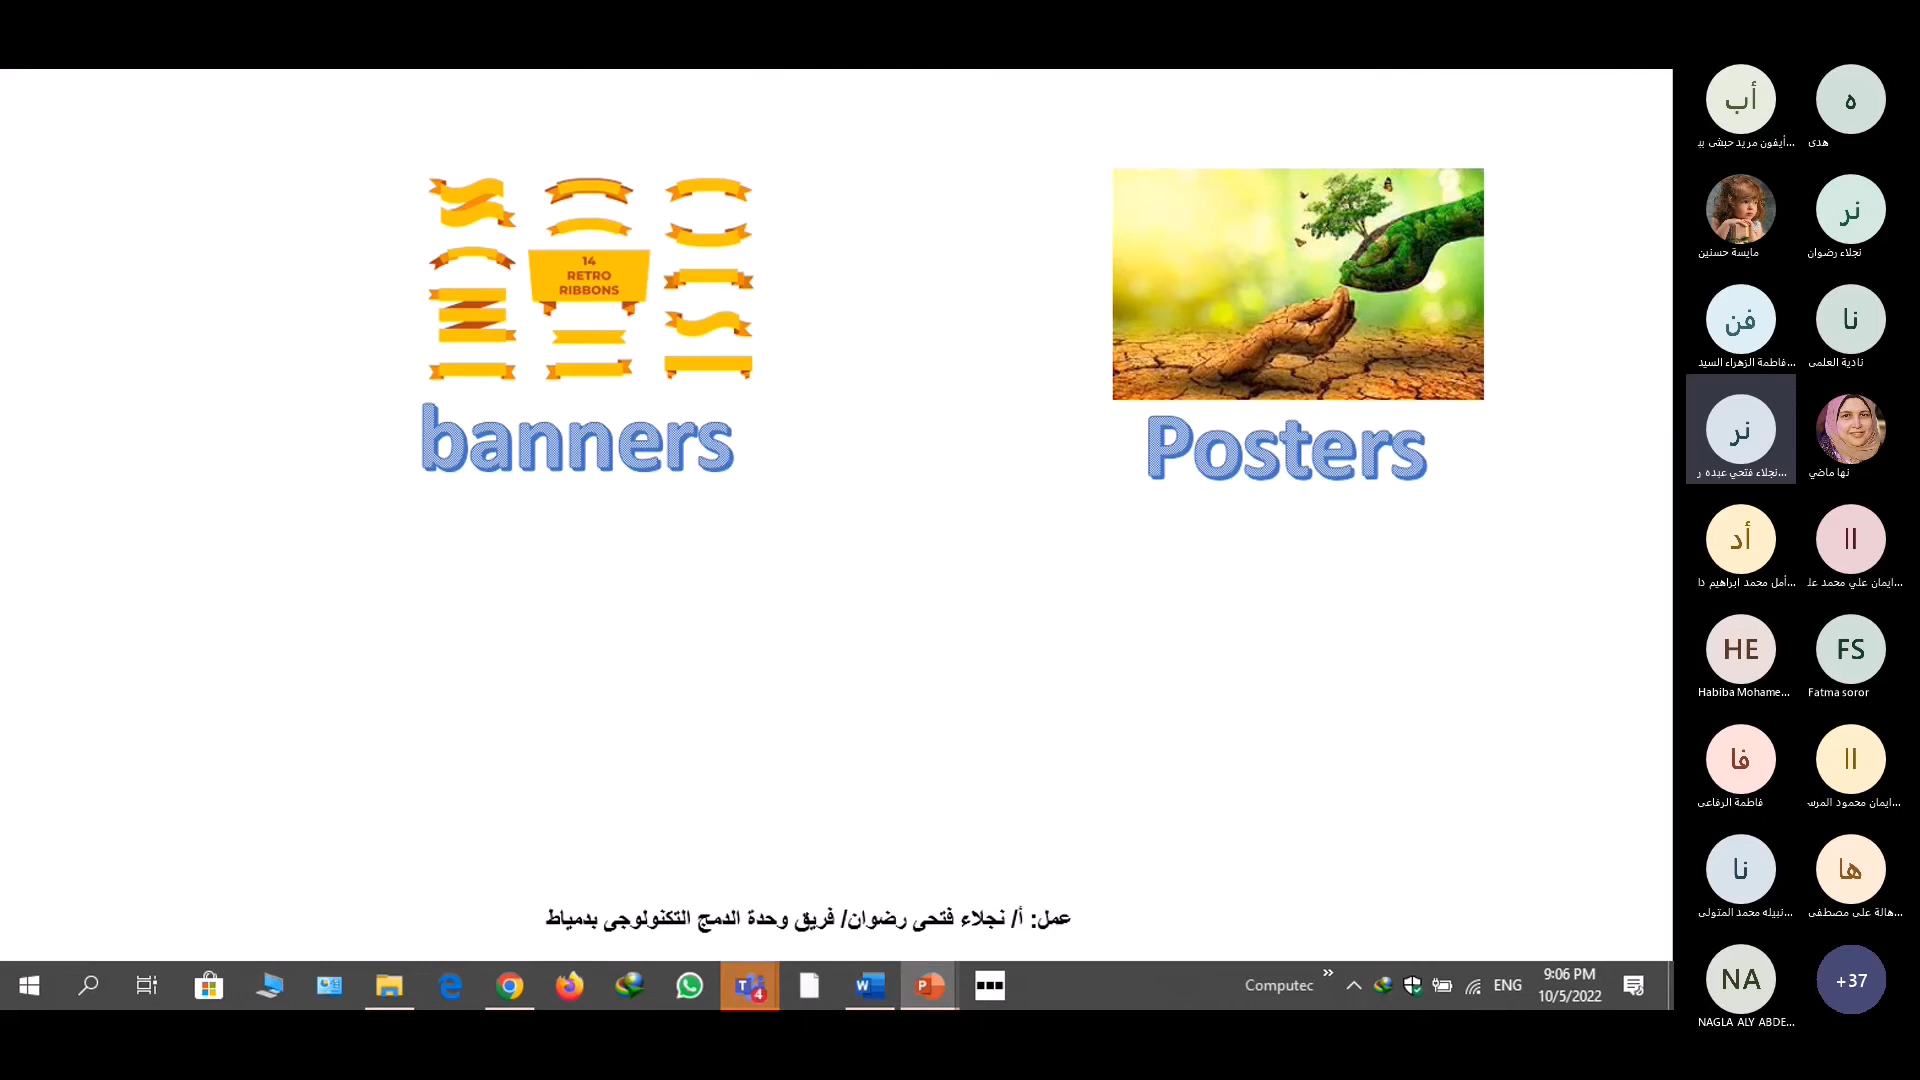 14
RETRO
RIBBONS
banners
Posters
عمل: أ/ نجلاء فتحى رضوان/ فريق وحدة الدمج التكنولوجى بدمياط
Computec
ENG
9:06 PM
10/5/2022
4
أب
ه
أيفون مريد حبشى بي...
هدى
نر
مايسة حسنين
نجلاء رضوان
فن
نا
فاطمة الزهراء السيد...
نادية العلمى
نر
نجلاء فتحي عبده ر...
نها ماضي
أد
اا
أمل محمد ابراهيم دا...
ايمان علي محمد عل...
HE
FS
Habiba Mohame...
Fatma soror
فا
اا
فاطمة الرفاعى
ايمان محمود المرس...
نا
ها
نبيله محمد المتولى...
هالة على مصطفى...
NA
+37
NAGLA ALY ABDE...